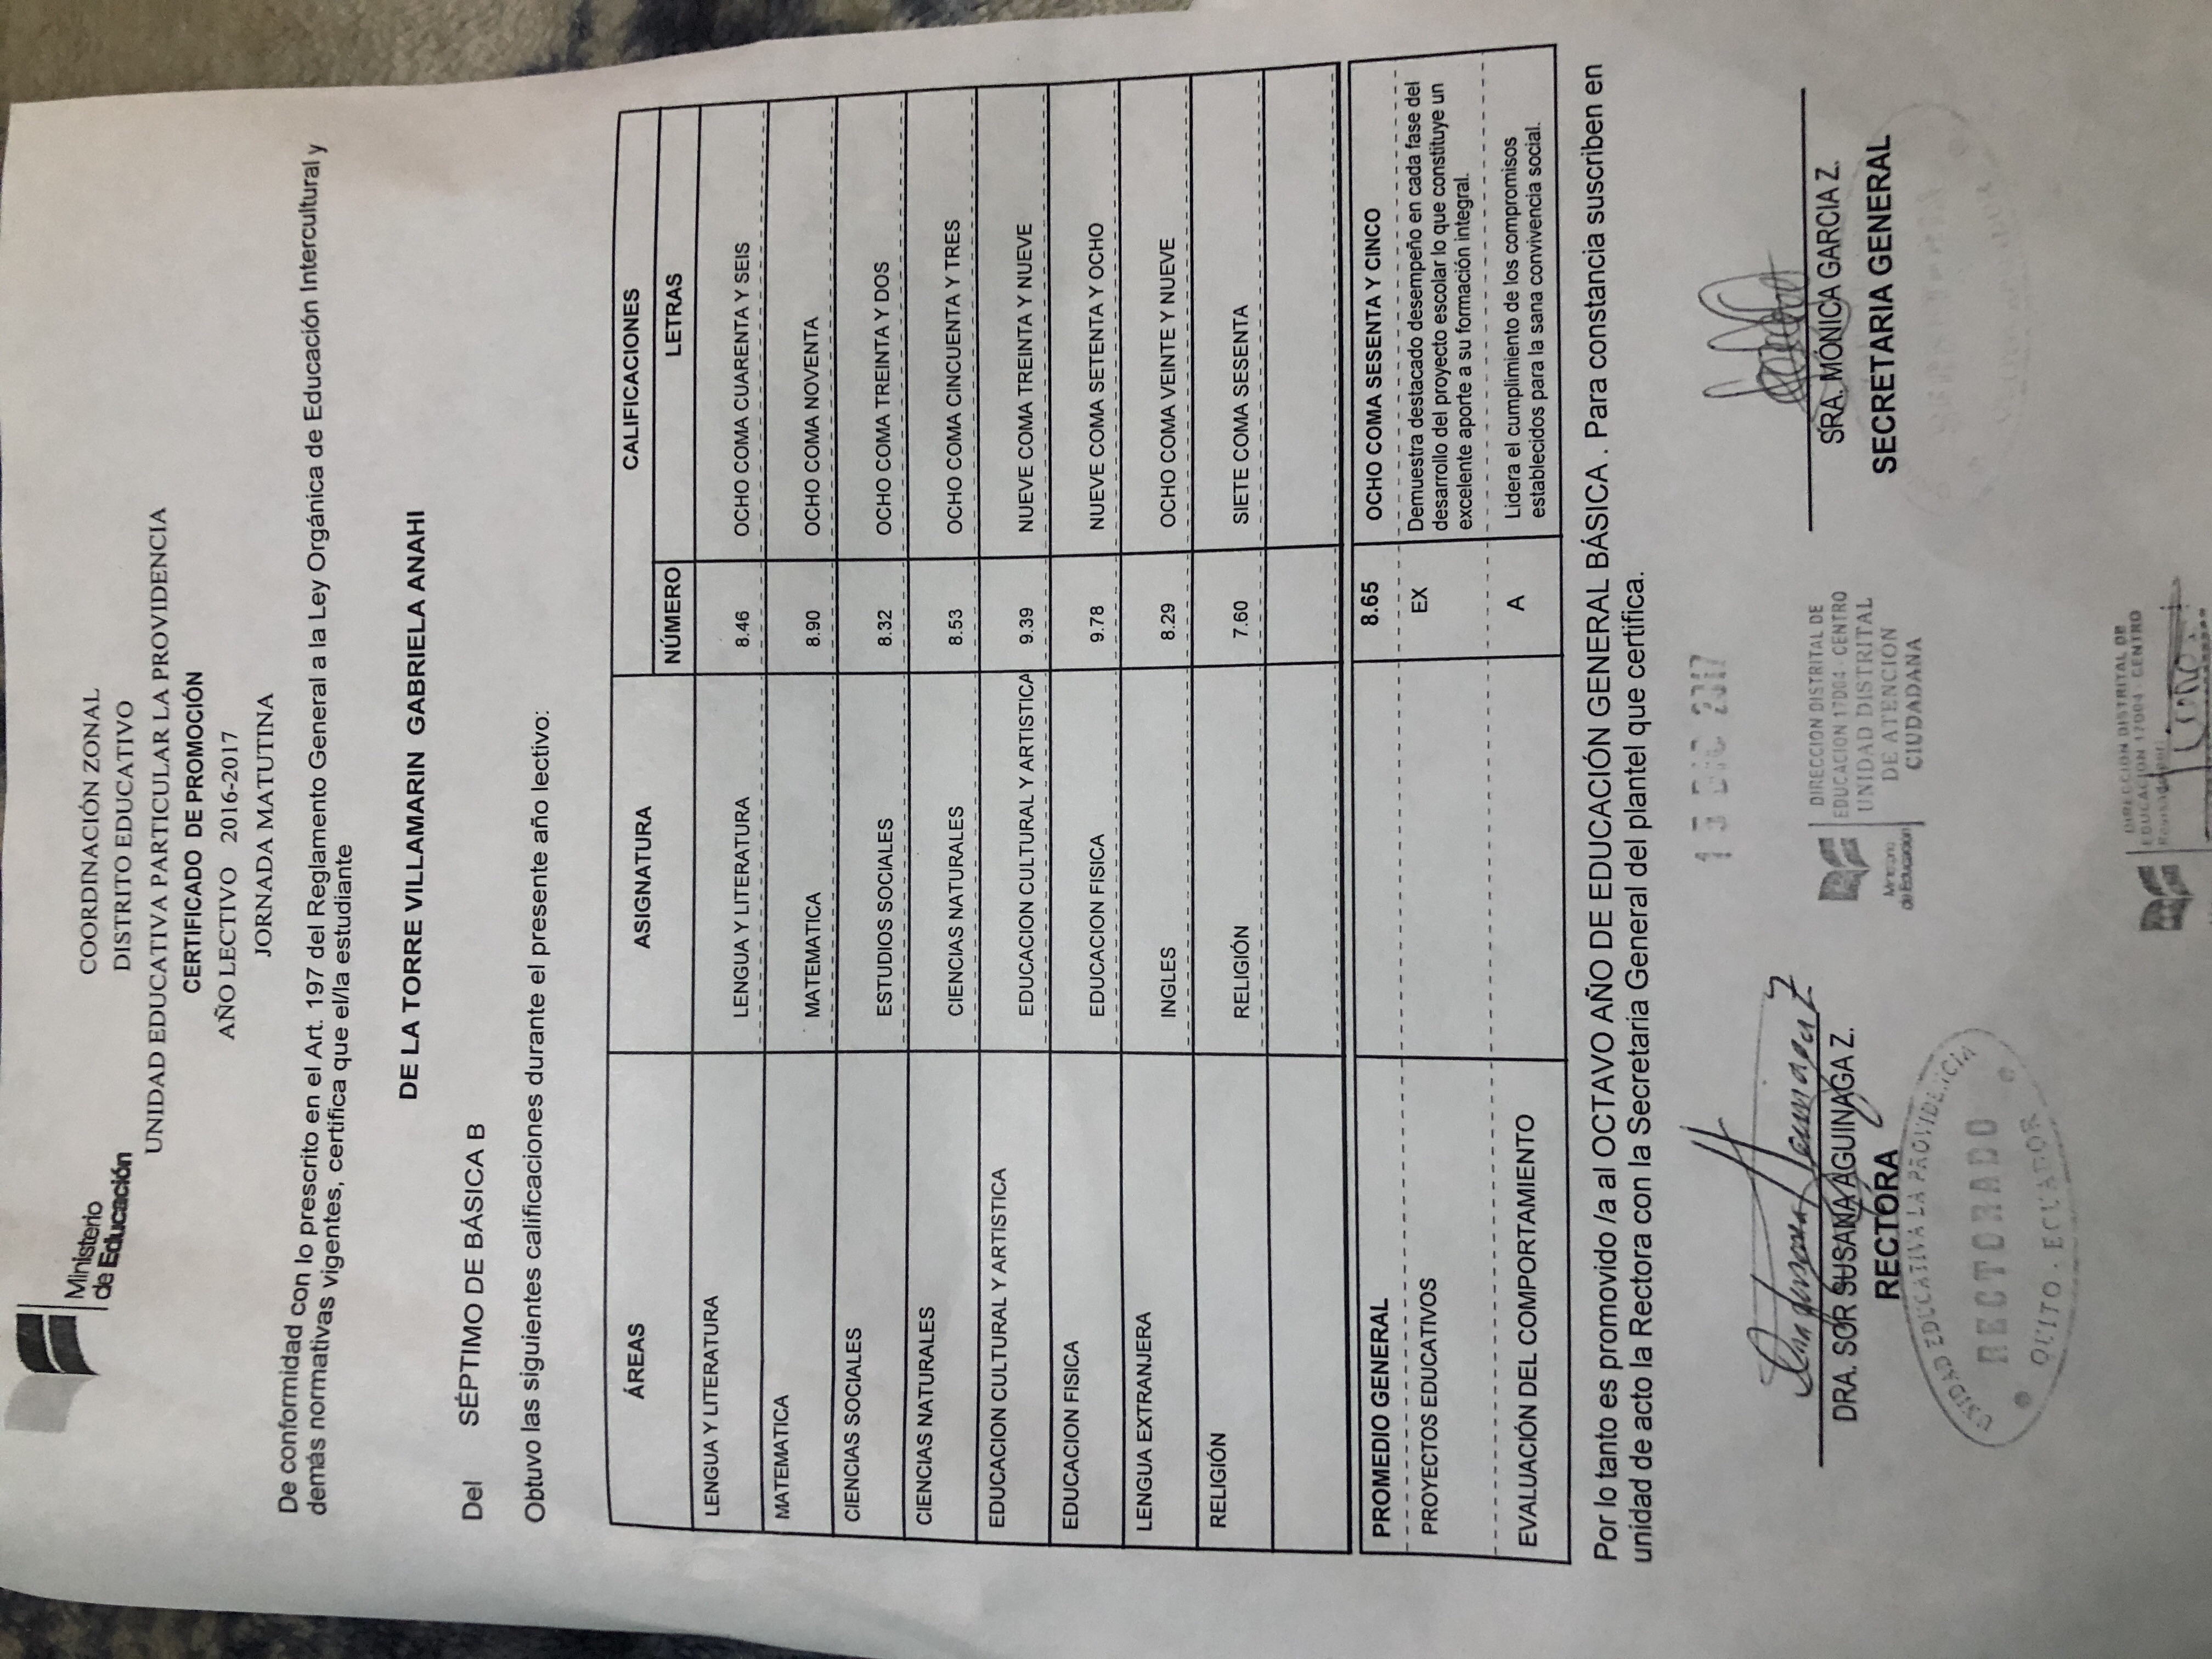 Ministerio
de Educación
COORDINACIÓN ZONAL
DISTRITO EDUCATIVO
UNIDAD EDUCATIVA PARTICULAR LA PROVIDENCIA
CERTIFICADO DE PROMOCIÓN
AÑO LECTIVO 2016-2017
JORNADA MATUTINA
De conformidad con lo prescrito en el Art. 197 del Reglamento General a la Ley Orgánica de Educación Intercultural y
demás normativas vigentes, certifica que el/la estudiante
DE LA TORRE VILLAMARIN GABRIELA ANAHI
Del SÉPTIMO DE BÁSICA B
Obtuvo las siguientes calificaciones durante el presente año lectivo:
ÁREAS ASIGNATURA CALIFICACIONES
NÚMERO LETRAS
LENGUA Y LITERATURA
LENGUA Y LITERATURA 8.46 OCHO COMA CUARENTA Y SEIS
MATEMATICA
MATEMATICA 8.90 OCHO COMA NOVENTA
CIENCIAS SOCIALES
ESTUDIOS SOCIALES 8.32 OCHO COMA TREINTA Y DOS
CIENCIAS NATURALES
CIENCIAS NATURALES 8.53 OCHO COMA CINCUENTA Y TRES
EDUCACION CULTURAL Y ARTISTICA
EDUCACION CULTURAL Y ARTISTICA 9.39 NUEVE COMA TREINTA Y NUEVE
EDUCACION FISICA
EDUCACION FISICA 9.78 NUEVE COMA SETENTA Y OCHO
LENGUA EXTRANJERA
INGLES 8.29 OCHO COMA VEINTE Y NUEVE
RELIGIÓN
RELIGIÓN 7.60 SIETE COMA SESENTA
PROMEDIO GENERAL 8.65 OCHO COMA SESENTA Y CINCO
PROYECTOS EDUCATIVOS EX Demuestra destacado desempeño en cada fase del
desarrollo del proyecto escolar lo que constituye un
excelente aporte a su formación integral.
EVALUACIÓN DEL COMPORTAMIENTO A Lidera el cumplimiento de los compromisos
establecidos para la sana convivencia social.
Por lo tanto es promovido /a al OCTAVO AÑO DE EDUCACIÓN GENERAL BÁSICA . Para constancia suscriben en
unidad de acto la Rectora con la Secretaria General del plantel que certifica.
DIC 2017
DRA. SOR SUSANA AGUINAGA Z.
RECTORA
DIRECCION DISTRITAL DE
EDUCACION 17D04 - CENTRO
UNIDAD DISTRITAL
DE ATENCION
CIUDADANA
Ministerio
de Educación
SRA. MÓNICA GARCIA Z.
SECRETARIA GENERAL
UNIDAD EDUCATIVA LA PROVIDENCIA
RECTORADO
QUITO - ECUADOR
DIRECCION DISTRITAL DE
EDUCACION 17D04 - CENTRO
Revisado por: